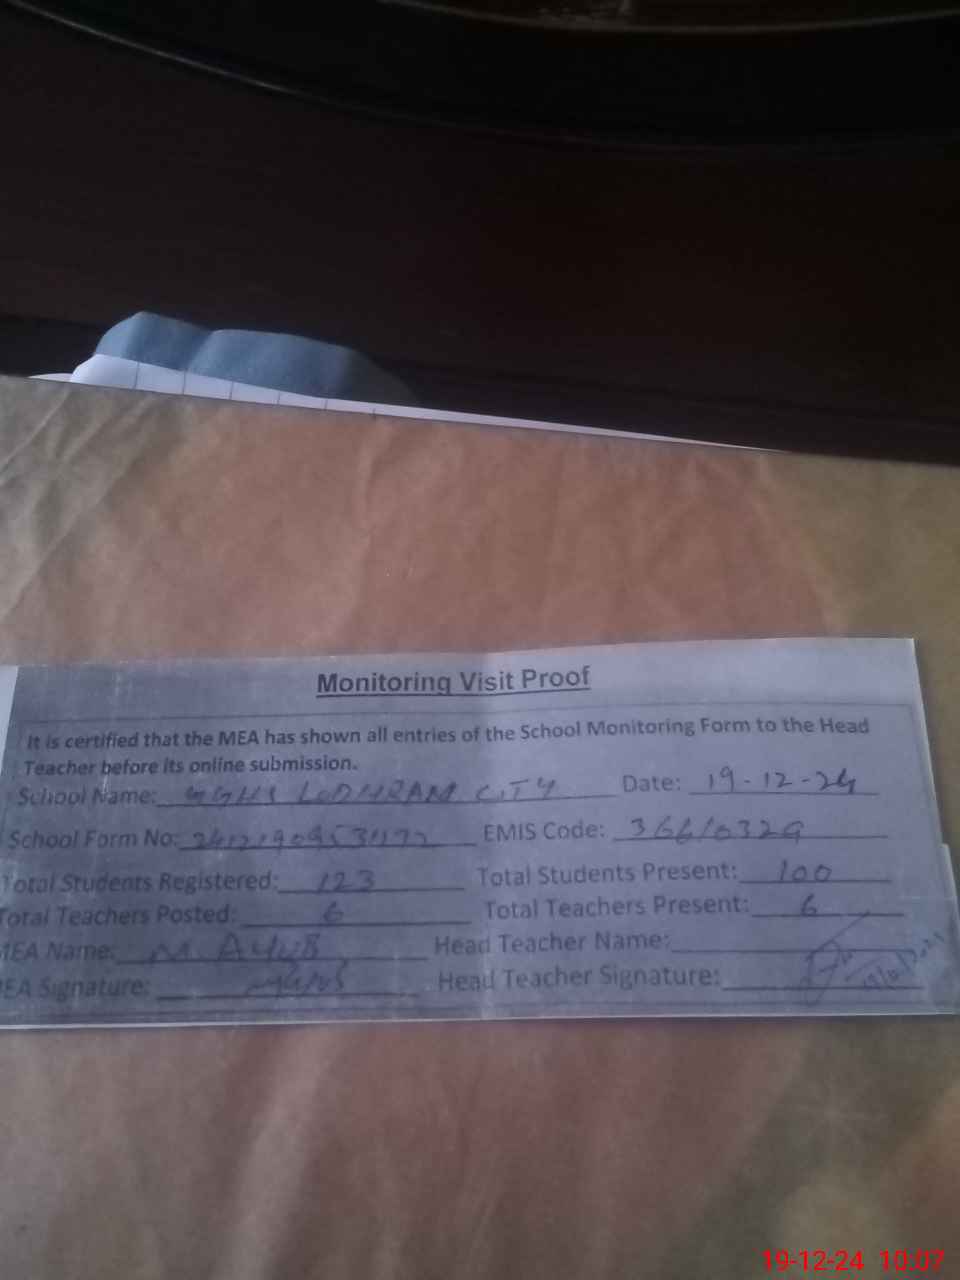 Monitoring Visit Proof
It is certified that the MEA has shown all entries of the School Monitoring Form to the Head
Teacher before its online submission.
School Name: LODHRAM CITY Date: 19-12-24
School Form No: EMIS Code: 36610329
Total Students Registered: 123 Total Students Present: 100
Total Teachers Posted: 6 Total Teachers Present: 6
MEA Name: M. AYUB Head Teacher Name:
EA Signature: Head Teacher Signature:
19-12-24 10:07